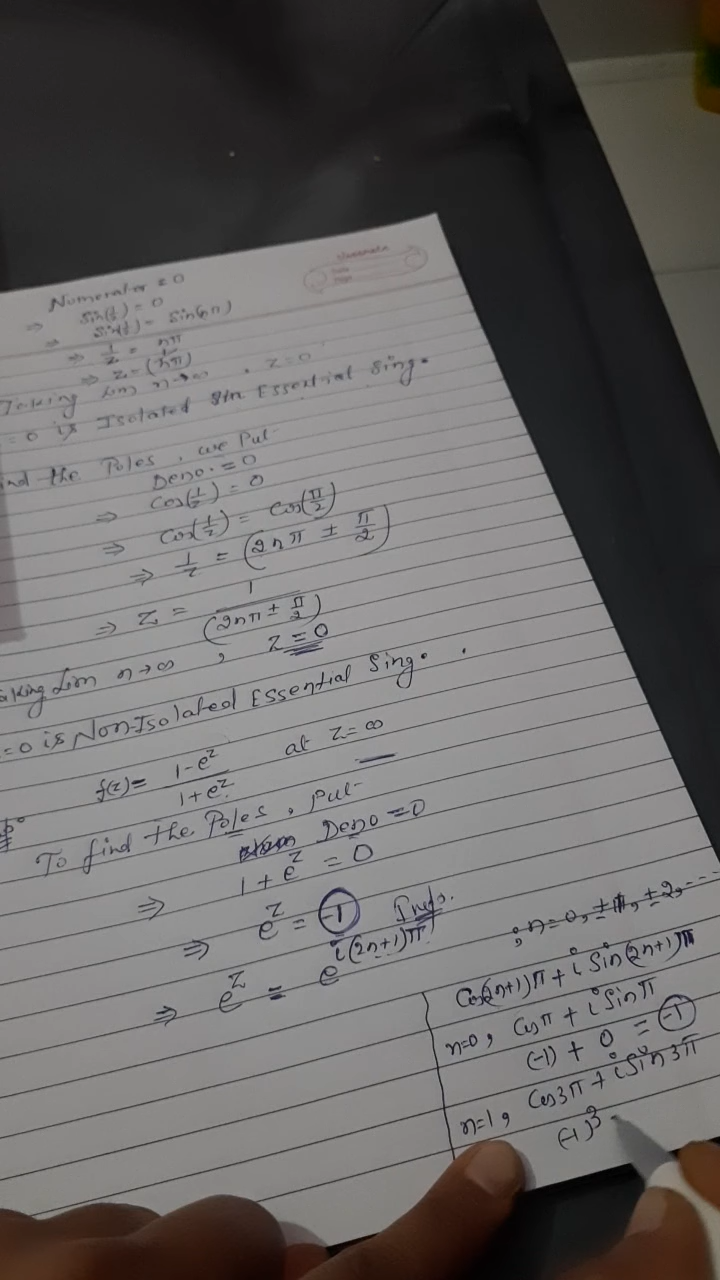 Numerator = 0
⇒ Sin(1/z) = 0
⇒ Sin(1/z) = Sin(nπ)
⇒ 1/z = nπ
⇒ z = (1/nπ)
Taking Lim n→∞ , z = 0
= 0 is Isolated Essential Sing.
ind the Poles, we Put
Deno. = 0
⇒ Cos(1/z) = 0
⇒ Cos(1/z) = Cos(π/2)
⇒ 1/z = (2nπ ± π/2)
⇒ z = 1/(2nπ ± π/2)
aking Lim n→∞ , z = 0
= 0 is Non-Isolated Essential Sing.
f(z) = (1-e^z)/(1+e^z) at z = ∞
To find the Poles, Put
Deno = 0
⇒ 1 + e^z = 0
⇒ e^z = -1
⇒ e^z = e^{i(2n+1)π} ; n = 0, ±1, ±2, ---
Cos(2n+1)π + i Sin(2n+1)π
n=0, Cosπ + i Sinπ
(-1) + 0 = -1
n=1, Cos3π + i Sin3π
(-1)^3